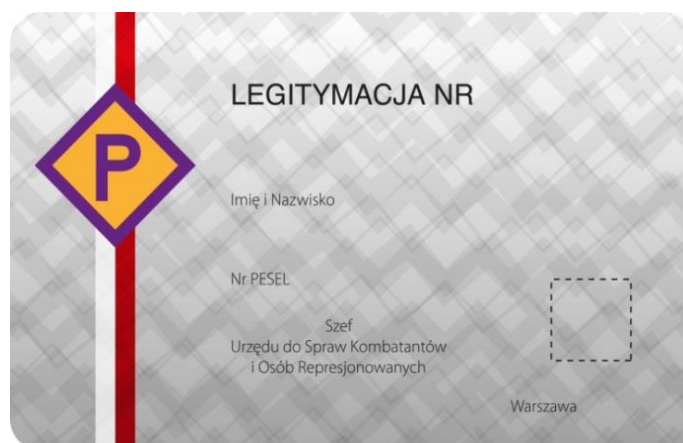 LEGITYMACJA NR
P
Imię i Nazwisko
Nr PESEL
Szef
Urzędu do Spraw Kombatantów
i Osób Represjonowanych
Warszawa